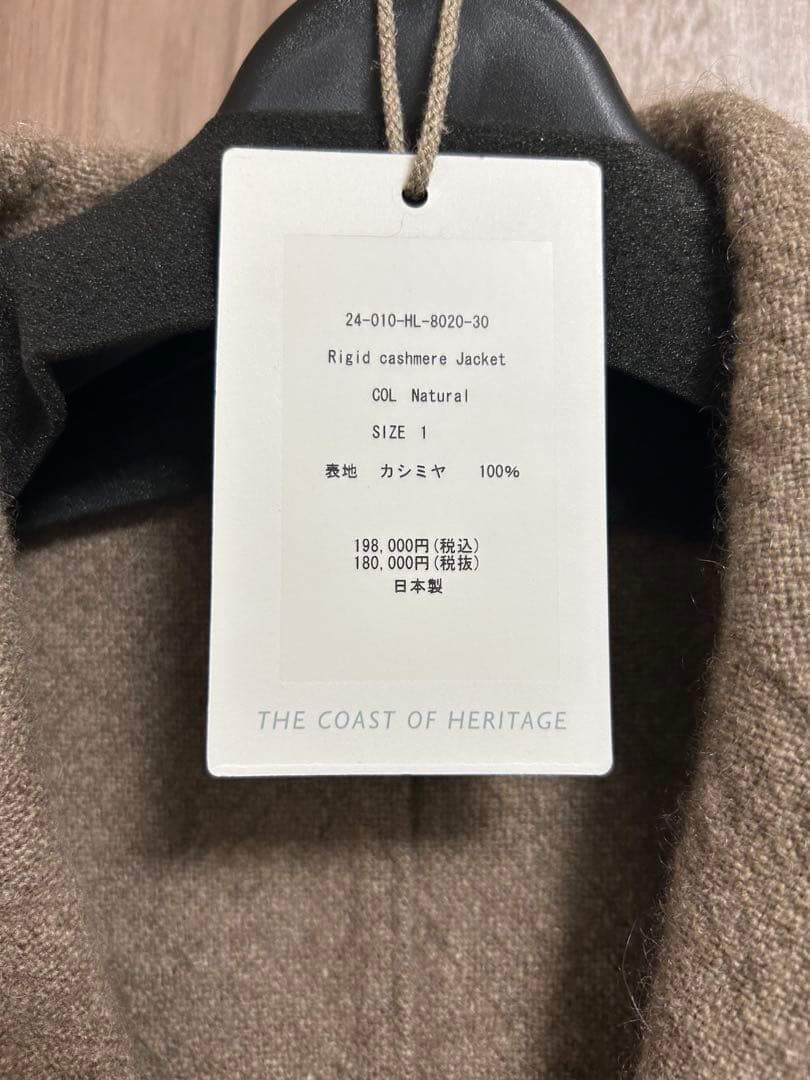 24-010-HL-8020-30
Rigid cashmere Jacket
COL Natural
SIZE 1
表地 カシミヤ 100%
198,000円(税込)
180,000円(税抜)
日本製
THE COAST OF HERITAGE